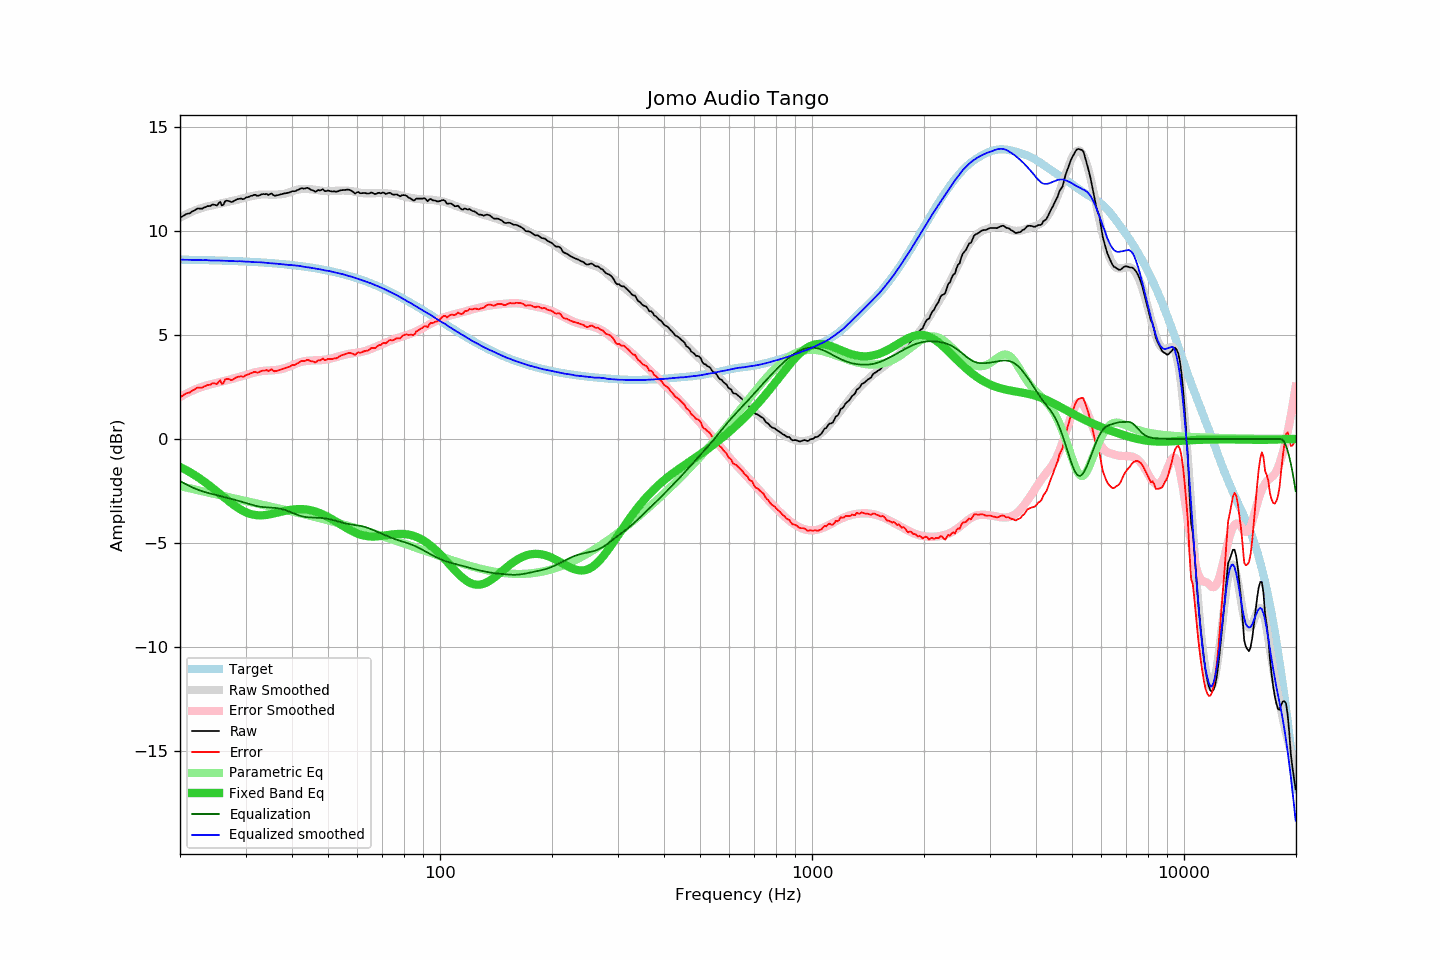 Jomo Audio Tango
15
10
5
0
−5
−10
−15
Amplitude (dBr)
Target
Raw Smoothed
Error Smoothed
Raw
Error
Parametric Eq
Fixed Band Eq
Equalization
Equalized smoothed
100
1000
10000
Frequency (Hz)